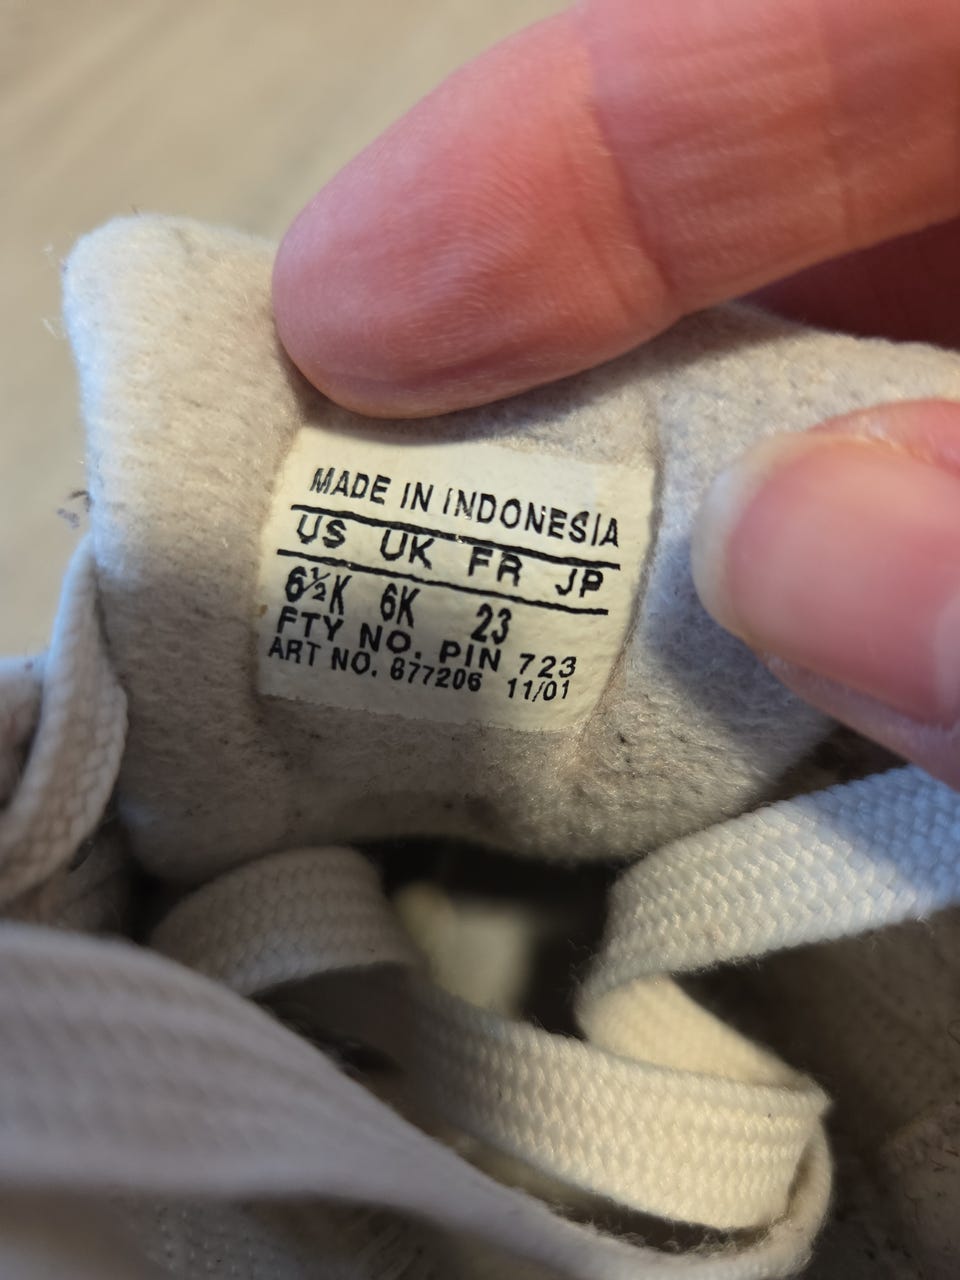 MADE IN INDONESIA
US UK FR JP
6½K 6K 23
FTY NO. PIN 723
ART NO. 677206 11/01